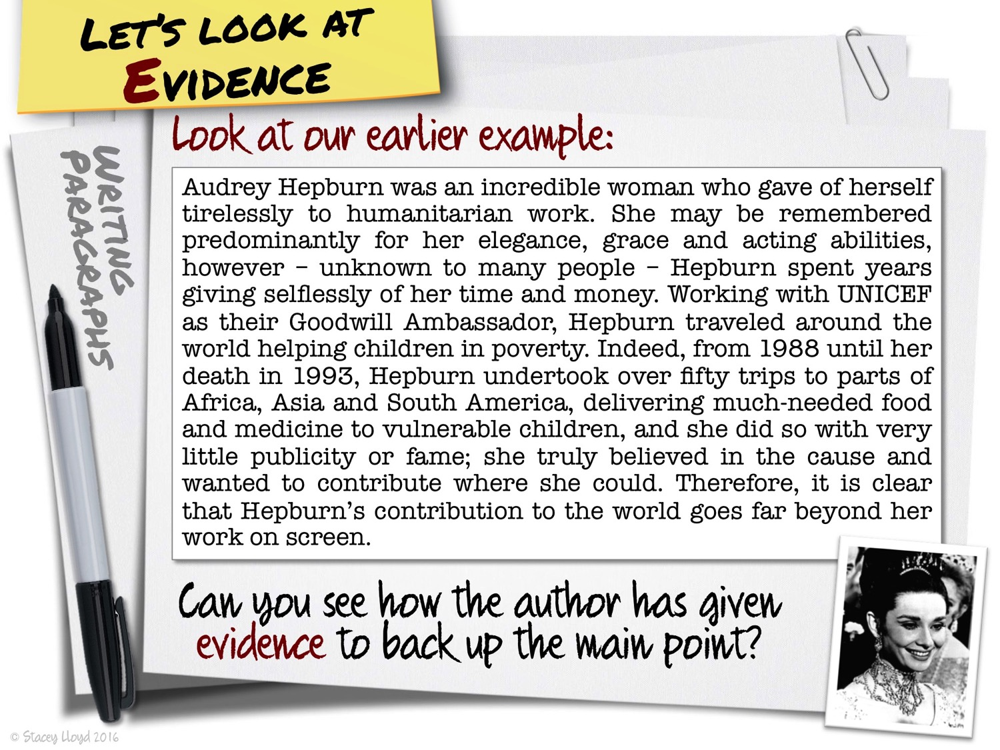 LET'S LOOK AT
EVIDENCE
WRITING
PARAGRAPHS
Look at our earlier example:
Audrey Hepburn was an incredible woman who gave of herself
tirelessly to humanitarian work. She may be remembered
predominantly for her elegance, grace and acting abilities,
however – unknown to many people – Hepburn spent years
giving selflessly of her time and money. Working with UNICEF
as their Goodwill Ambassador, Hepburn traveled around the
world helping children in poverty. Indeed, from 1988 until her
death in 1993, Hepburn undertook over fifty trips to parts of
Africa, Asia and South America, delivering much-needed food
and medicine to vulnerable children, and she did so with very
little publicity or fame; she truly believed in the cause and
wanted to contribute where she could. Therefore, it is clear
that Hepburn's contribution to the world goes far beyond her
work on screen.
Can you see how the author has given
evidence to back up the main point?
© Stacey Lloyd 2016